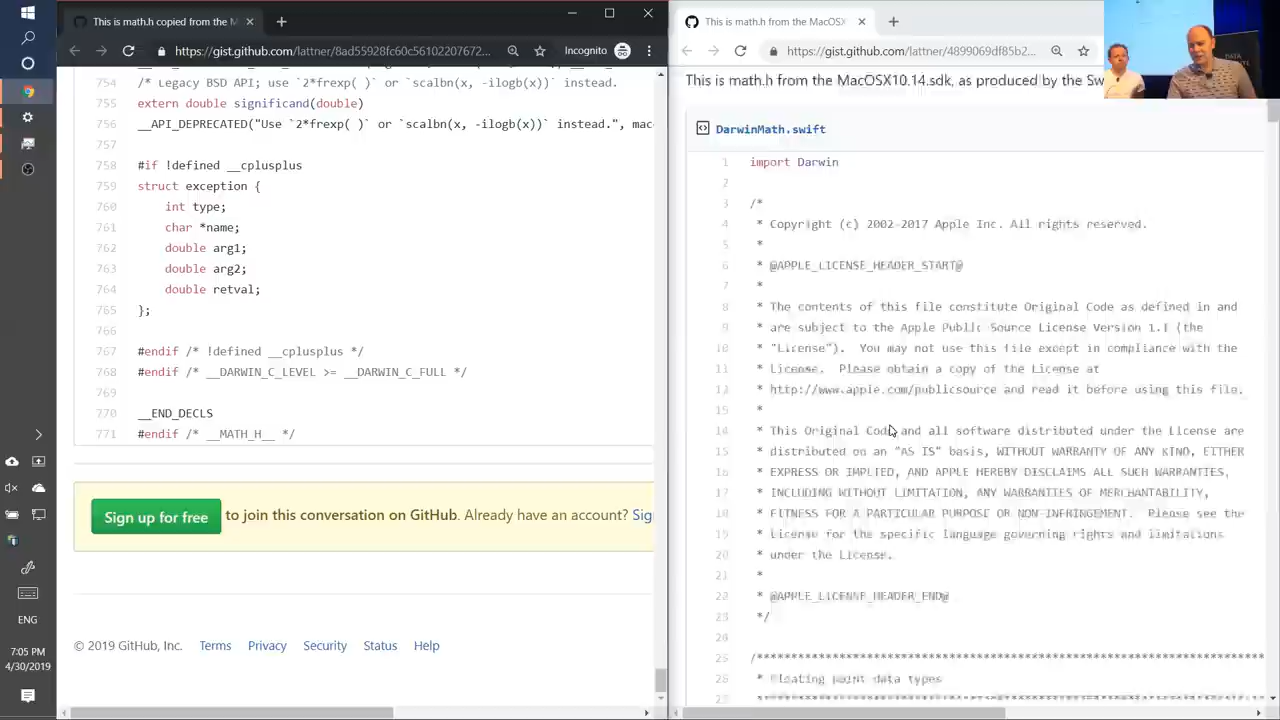 This is math.h copied from the M
https://gist.github.com/lattner/8ad55928fc60c56102207672...
Incognito
754 /* Legacy BSD API; use `2*frexp( )` or `scalbn(x, -ilogb(x))` instead.
755 extern double significand(double)
756 __API_DEPRECATED("Use `2*frexp( )` or `scalbn(x, -ilogb(x))` instead.", mac
757
758 #if !defined __cplusplus
759 struct exception {
760 int type;
761 char *name;
762 double arg1;
763 double arg2;
764 double retval;
765 };
766
767 #endif /* !defined __cplusplus */
768 #endif /* __DARWIN_C_LEVEL >= __DARWIN_C_FULL */
769
770 __END_DECLS
771 #endif /* __MATH_H__ */
Sign up for free to join this conversation on GitHub. Already have an account? Sig
© 2019 GitHub, Inc. Terms Privacy Security Status Help
ENG
7:05 PM
4/30/2019
This is math.h from the MacOSX
https://gist.github.com/lattner/4899069df85b2...
This is math.h from the MacOSX10.14.sdk, as produced by the Sw
DarwinMath.swift
1 import Darwin
2
3 /*
4 * Copyright (c) 2002-2017 Apple Inc. All rights reserved.
5 *
6 * @APPLE_LICENSE_HEADER_START@
7 *
8 * The contents of this file constitute Original Code as defined in and
9 * are subject to the Apple Public Source License Version 1.1 (the
10 * "License"). You may not use this file except in compliance with the
11 * License. Please obtain a copy of the License at
* http://www.apple.com/publicsource and read it before using this file.
*
14 * This Original Code and all software distributed under the License are
15 * distributed on an "AS IS" basis, WITHOUT WARRANTY OF ANY KIND, EITHER
16 * EXPRESS OR IMPLIED, AND APPLE HEREBY DISCLAIMS ALL SUCH WARRANTIES,
17 * INCLUDING WITHOUT LIMITATION, ANY WARRANTIES OF MERCHANTABILITY,
18 * FITNESS FOR A PARTICULAR PURPOSE OR NON-INFRINGEMENT. Please see the
19 * License for the specific language governing rights and limitations
20 * under the License.
21 *
22 * @APPLE_LICENSE_HEADER_END@
23 */
/******************************************************************************
* Floating point data types
DATA